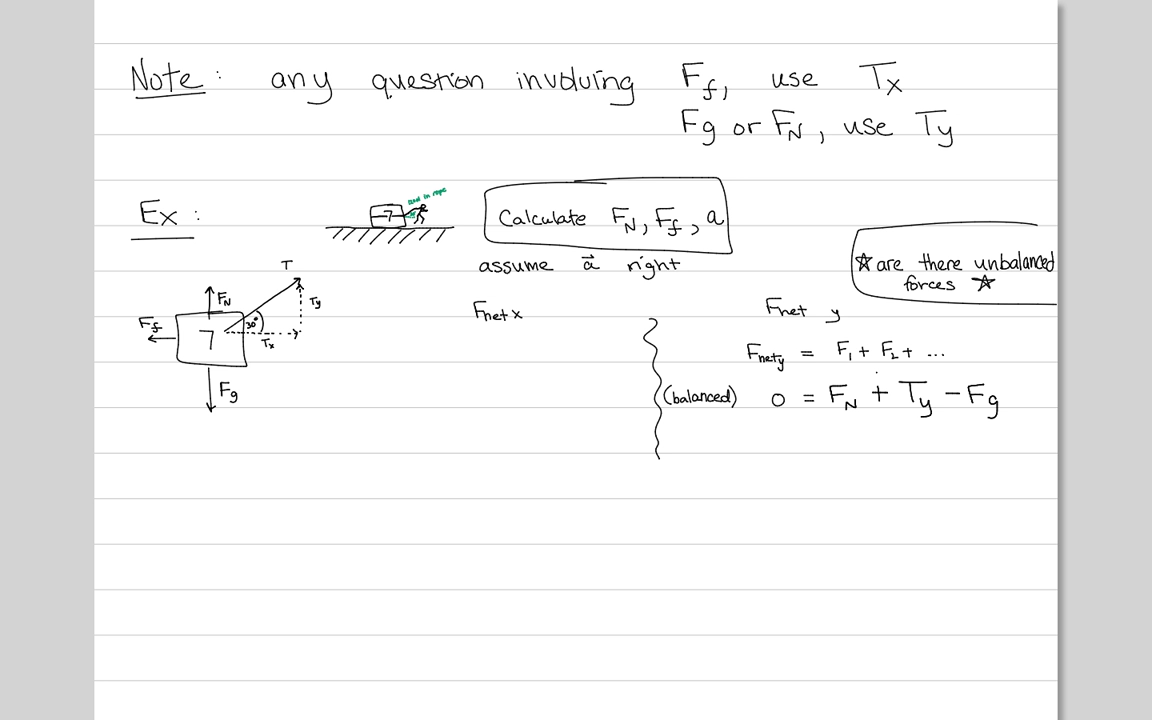 Note: any question involving Ff, use Tx
Fg or FN, use Ty
Ex:
7
Calculate FN, Ff, a
assume a⃗ right
☆ are there unbalanced
forces ☆
T
FN
Ty
Ff
7
30°
Tx
Fg
Fnet x
Fnet y
Fnety = F1 + F2 + ...
(balanced) 0 = FN + Ty - Fg